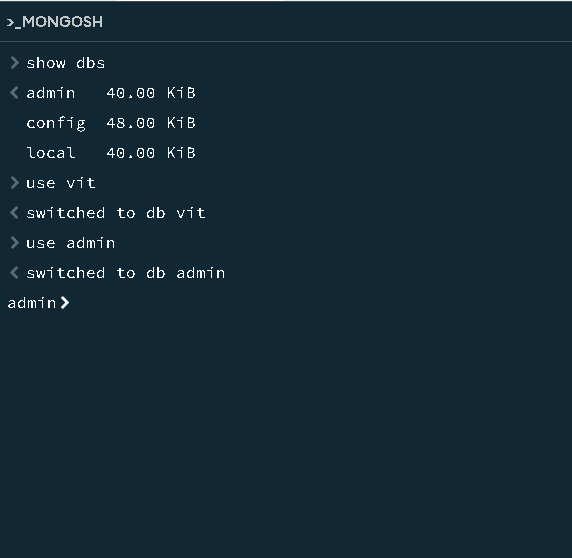 >_MONGOSH
> show dbs
< admin   40.00 KiB
  config  48.00 KiB
  local   40.00 KiB
> use vit
< switched to db vit
> use admin
< switched to db admin
admin>